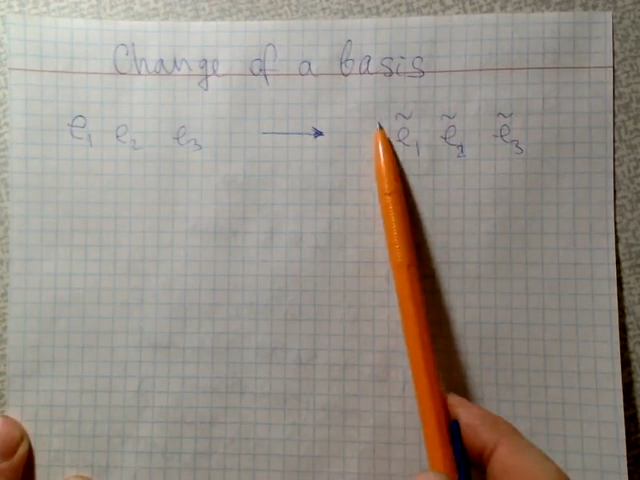 Change of a basis
e₁ e₂ e₃ → ẽ₁ ẽ₂ ẽ₃